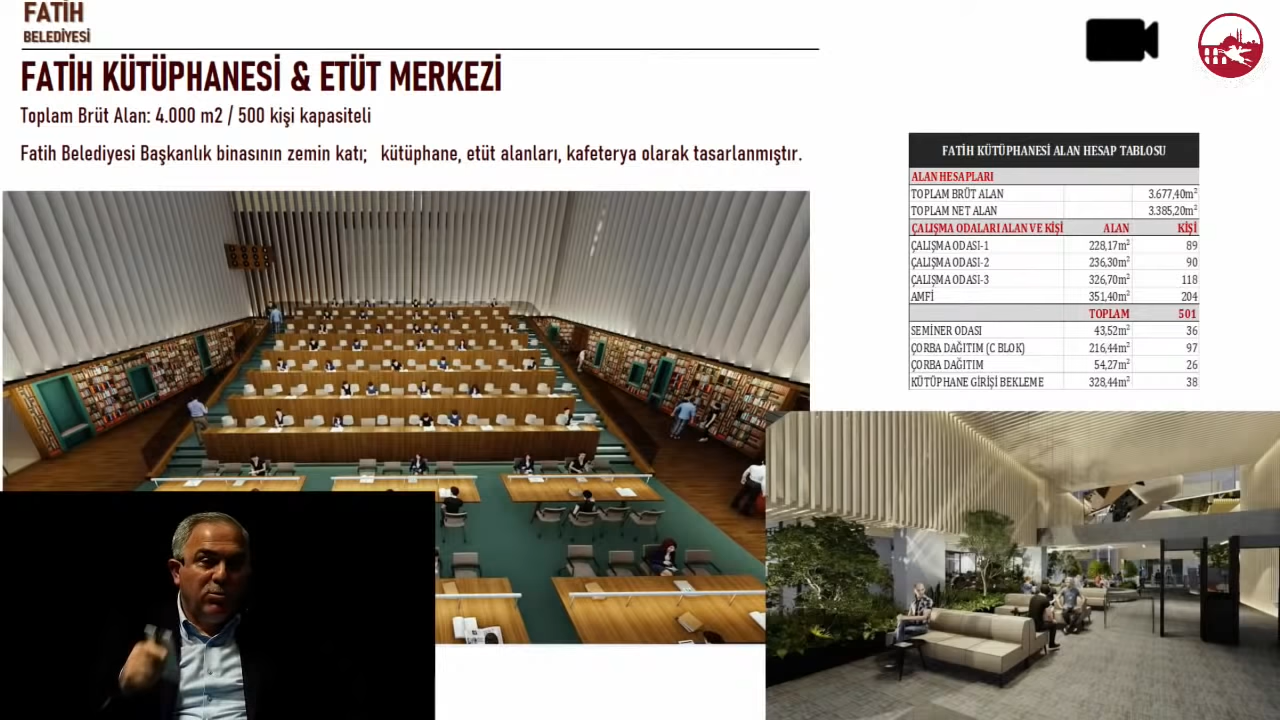 FATİH
BELEDİYESİ
FATİH KÜTÜPHANESİ & ETÜT MERKEZİ
Toplam Brüt Alan: 4.000 m2 / 500 kişi kapasiteli
Fatih Belediyesi Başkanlık binasının zemin katı; kütüphane, etüt alanları, kafeterya olarak tasarlanmıştır.
FATİH KÜTÜPHANESİ ALAN HESAP TABLOSU
ALAN HESAPLARI
TOPLAM BRÜT ALAN 3.677,40m²
TOPLAM NET ALAN 3.385,20m²
ÇALIŞMA ODALARI ALAN VE KİŞİ ALAN KİŞİ
ÇALIŞMA ODASI-1 228,17m² 89
ÇALIŞMA ODASI-2 236,30m² 90
ÇALIŞMA ODASI-3 326,70m² 118
AMFİ 351,40m² 204
TOPLAM 501
SEMİNER ODASI 43,52m² 36
ÇORBA DAĞITIM (C BLOK) 216,44m² 97
ÇORBA DAĞITIM 54,27m² 26
KÜTÜPHANE GİRİŞİ BEKLEME 328,44m² 38